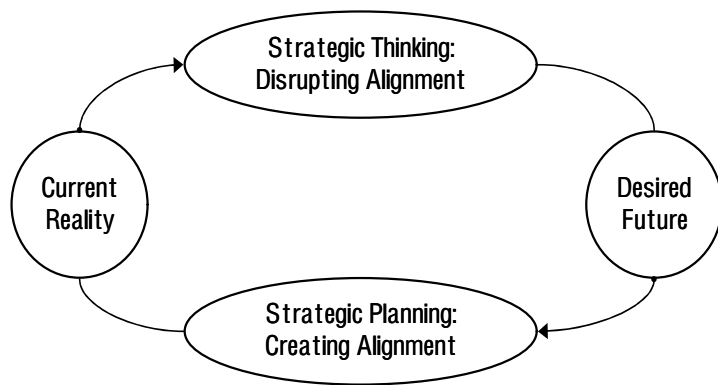 Strategic Thinking:
Disrupting Alignment
Current
Reality
Desired
Future
Strategic Planning:
Creating Alignment